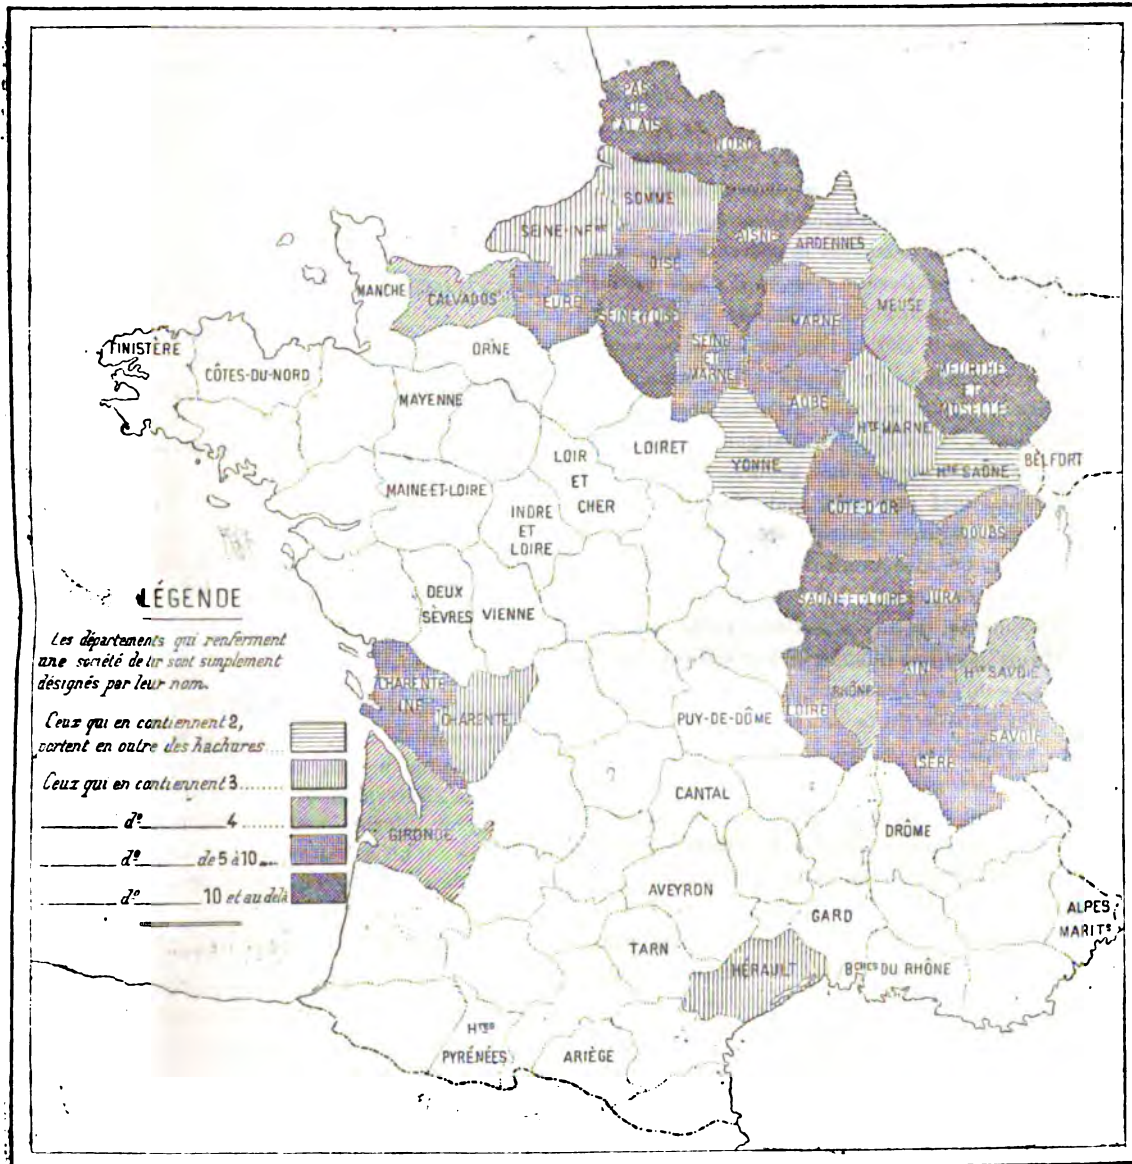 PAS
DE
CALAIS
NORD
SOMME
SEINE-INFRE
AISNE
ARDENNES
OISE
MANCHE
CALVADOS
EURE
SEINE ET OISE
MEUSE
MARNE
SEINE
ET
MARNE
FINISTÈRE
CÔTES-DU-NORD
ORNE
MEURTHE
ET
MOSELLE
MAYENNE
AUBE
HTE MARNE
LOIRET
YONNE
HTE SAÔNE
BELFORT
LOIR
ET
CHER
MAINE-ET-LOIRE
INDRE
ET
LOIRE
CÔTE-D'OR
DOUBS
DEUX
SÈVRES
VIENNE
SAÔNE-ET-LOIRE
JURA
LÉGENDE
Les départements qui renferment
une société de tir sont simplement
désignés par leur nom.
Ceux qui en contiennent 2,
portent en outre des hachures
Ceux qui en contiennent 3
do 4
do de 5 à 10
do 10 et au delà
CHARENTE
INF
CHARENTE
PUY-DE-DÔME
LOIRE
RHÔNE
AIN
HTE SAVOIE
SAVOIE
ISÈRE
CANTAL
GIRONDE
DRÔME
AVEYRON
GARD
ALPES
MARITS
TARN
HÉRAULT
BCHES DU RHÔNE
HTES
PYRÉNÉES
ARIÈGE